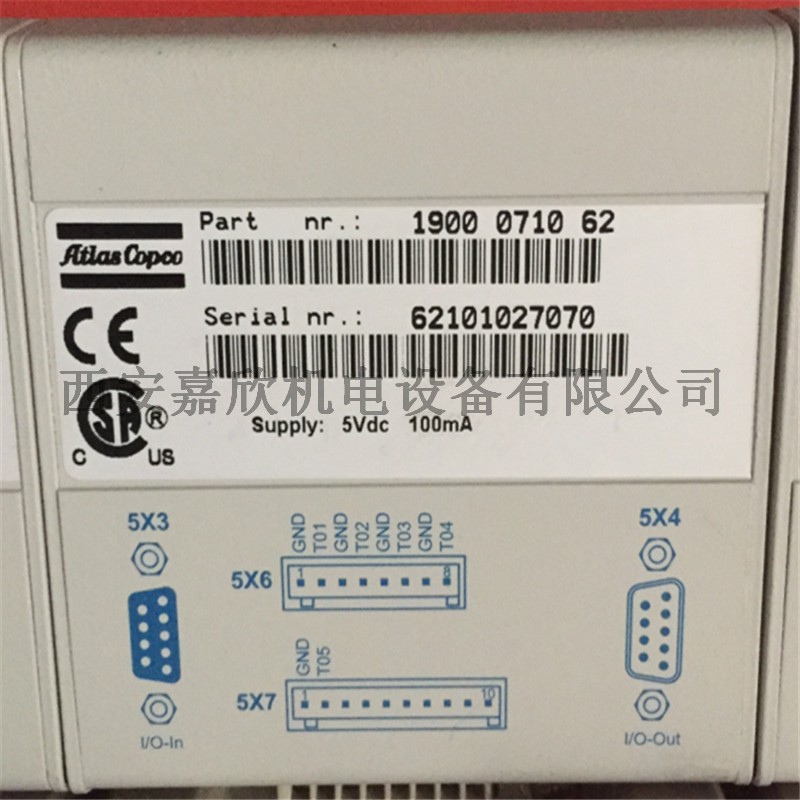 Part nr.: 1900 0710 62
Atlas Copco
Serial nr.: 62101027070
CE
西安嘉欣机电设备有限公司
SA ®
C US
Supply: 5Vdc 100mA
5X3
GND T01 GND T02 GND T03 GND T04
5X4
5X6
1 8
GND T05
5X7
1 10
I/O-In
I/O-Out